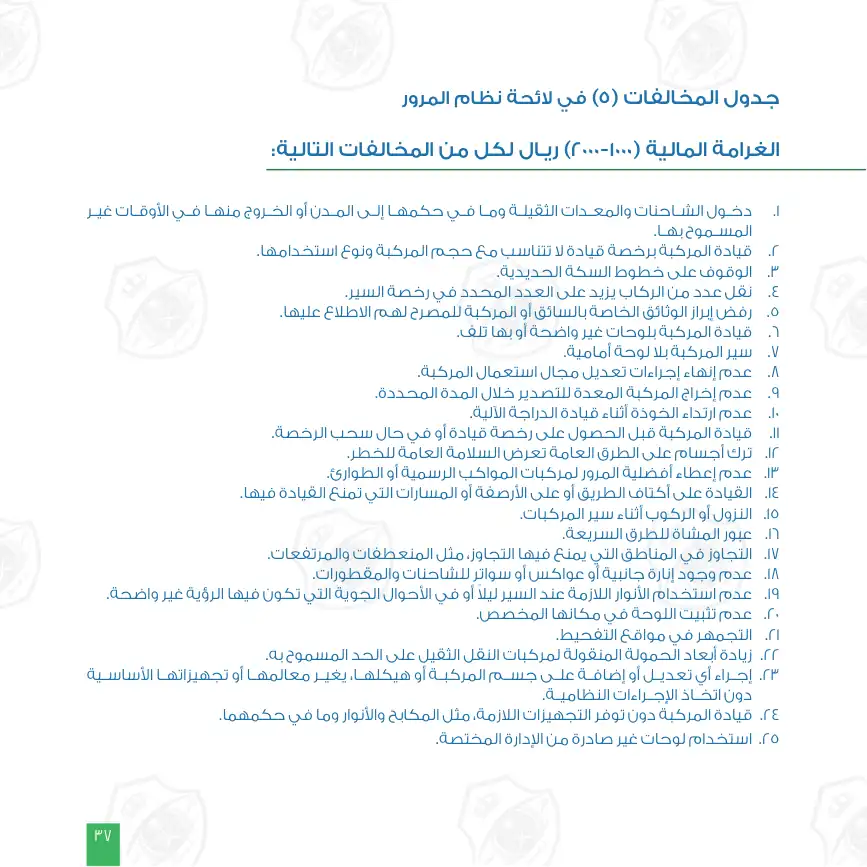 جدول المخالفات (٥) في لائحة نظام المرور
الغرامة المالية (١٠٠٠-٢٠٠٠) ريال لكل من المخالفات التالية:
١. دخول الشاحنات والمعدات الثقيلة وما في حكمها إلى المدن أو الخروج منها في الأوقات غير
المسموح بها.
٢. قيادة المركبة برخصة قيادة لا تتناسب مع حجم المركبة ونوع استخدامها.
٣. الوقوف على خطوط السكة الحديدية.
٤. نقل عدد من الركاب يزيد على العدد المحدد في رخصة السير.
٥. رفض إبراز الوثائق الخاصة بالسائق أو المركبة للمصرح لهم الاطلاع عليها.
٦. قيادة المركبة بلوحات غير واضحة أو بها تلف.
٧. سير المركبة بلا لوحة أمامية.
٨. عدم إنهاء إجراءات تعديل مجال استعمال المركبة.
٩. عدم إخراج المركبة المعدة للتصدير خلال المدة المحددة.
١٠. عدم ارتداء الخوذة أثناء قيادة الدراجة الآلية.
١١. قيادة المركبة قبل الحصول على رخصة قيادة أو في حال سحب الرخصة.
١٢. ترك أجسام على الطرق العامة تعرض السلامة العامة للخطر.
١٣. عدم إعطاء أفضلية المرور لمركبات المواكب الرسمية أو الطوارئ.
١٤. القيادة على أكتاف الطريق أو على الأرصفة أو المسارات التي تمنع القيادة فيها.
١٥. النزول أو الركوب أثناء سير المركبات.
١٦. عبور المشاة للطرق السريعة.
١٧. التجاوز في المناطق التي يمنع فيها التجاوز، مثل المنعطفات والمرتفعات.
١٨. عدم وجود إنارة جانبية أو عواكس أو سواتر للشاحنات والمقطورات.
١٩. عدم استخدام الأنوار اللازمة عند السير ليلاً أو في الأحوال الجوية التي تكون فيها الرؤية غير واضحة.
٢٠. عدم تثبيت اللوحة في مكانها المخصص.
٢١. التجمهر في مواقع التفحيط.
٢٢. زيادة أبعاد الحمولة المنقولة لمركبات النقل الثقيل على الحد المسموح به.
٢٣. إجراء أي تعديل أو إضافة على جسم المركبة أو هيكلها، يغير معالمها أو تجهيزاتها الأساسية
دون اتخاذ الإجراءات النظامية.
٢٤. قيادة المركبة دون توفر التجهيزات اللازمة، مثل المكابح والأنوار وما في حكمهما.
٢٥. استخدام لوحات غير صادرة من الإدارة المختصة.
٣٧